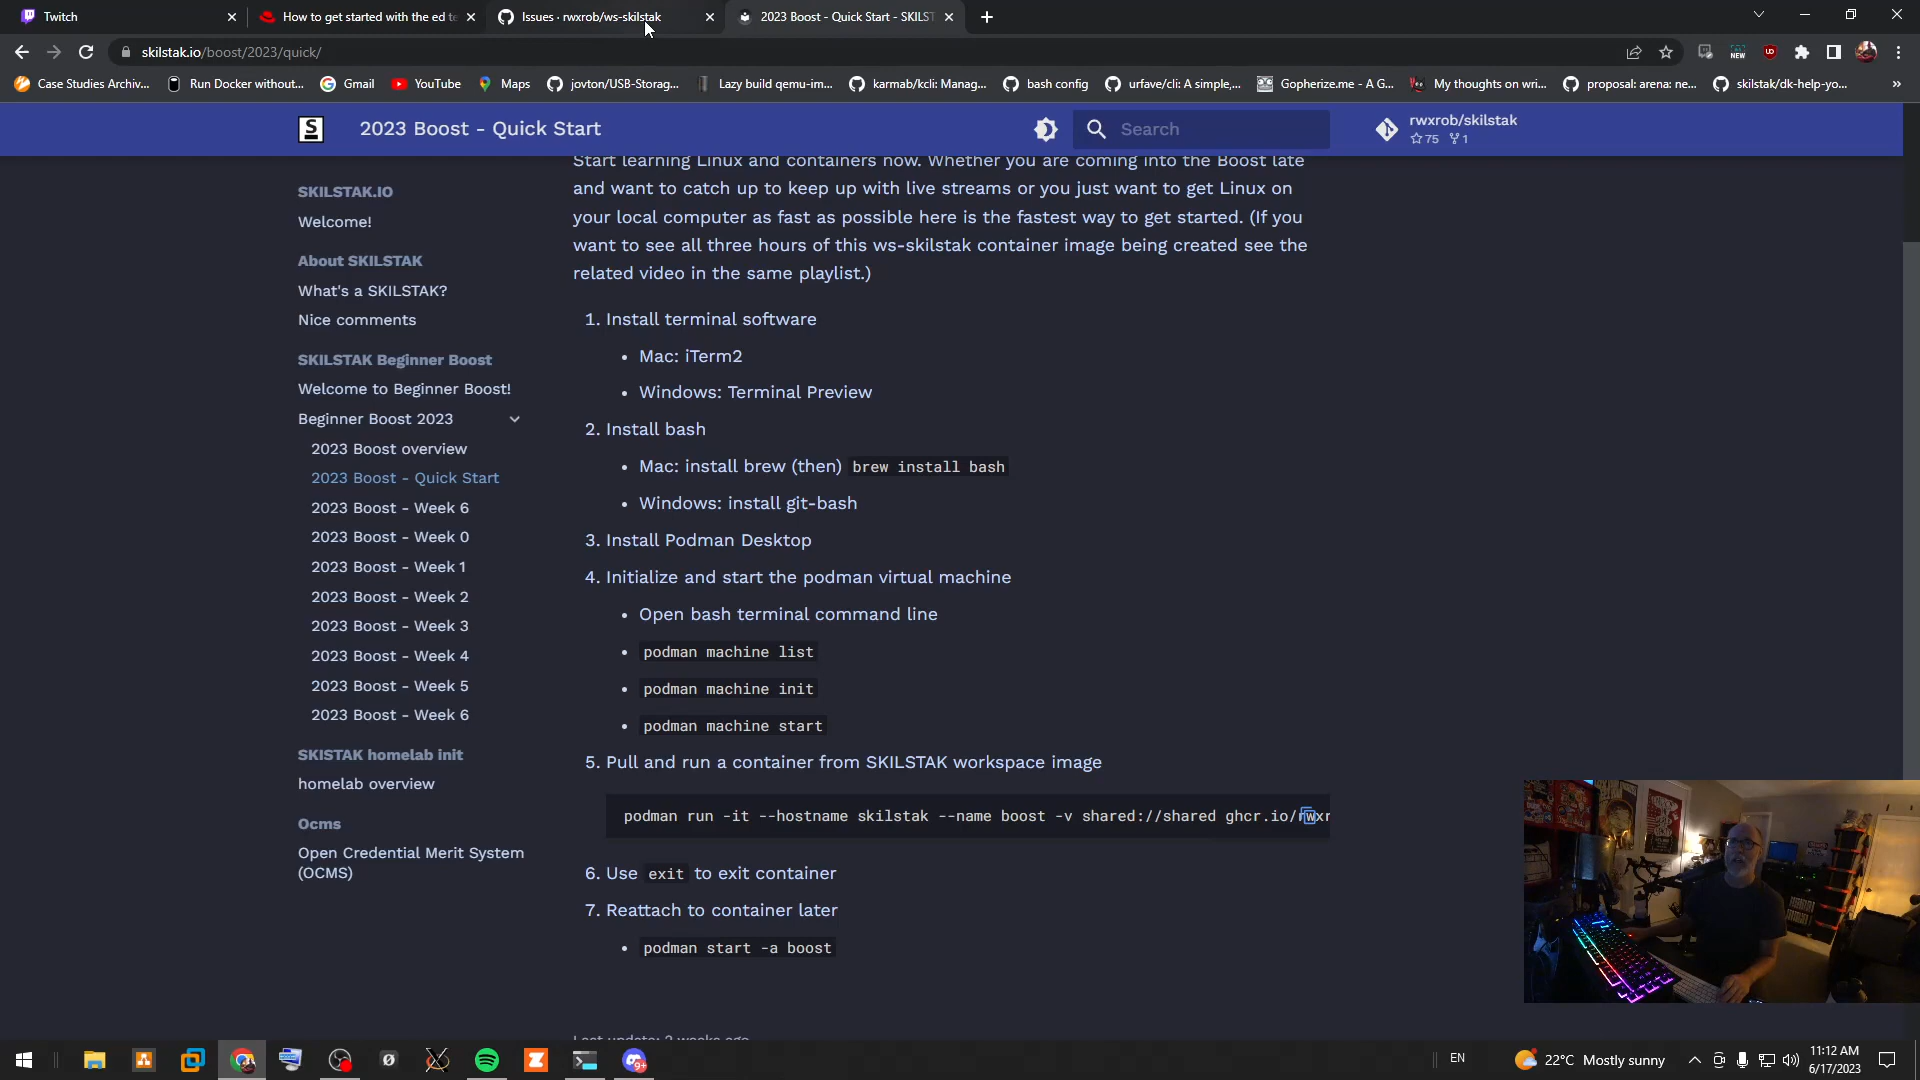 Twitch
How to get started with the ed te
Issues · rwxrob/ws-skilstak
2023 Boost - Quick Start - SKILST
skilstak.io/boost/2023/quick/
Case Studies Archiv...
Run Docker without...
Gmail
YouTube
Maps
jovton/USB-Storag...
Lazy build qemu-im...
karmab/kcli: Manag...
bash config
urfave/cli: A simple,...
Gopherize.me - A G...
My thoughts on wri...
proposal: arena: ne...
skilstak/dk-help-yo...
»
S
2023 Boost - Quick Start
Search
rwxrob/skilstak
75 1
SKILSTAK.IO
Welcome!
About SKILSTAK
What's a SKILSTAK?
Nice comments
SKILSTAK Beginner Boost
Welcome to Beginner Boost!
Beginner Boost 2023
2023 Boost overview
2023 Boost - Quick Start
2023 Boost - Week 6
2023 Boost - Week 0
2023 Boost - Week 1
2023 Boost - Week 2
2023 Boost - Week 3
2023 Boost - Week 4
2023 Boost - Week 5
2023 Boost - Week 6
SKISTAK homelab init
homelab overview
Ocms
Open Credential Merit System
(OCMS)
Start learning Linux and containers now. Whether you are coming into the Boost late
and want to catch up to keep up with live streams or you just want to get Linux on
your local computer as fast as possible here is the fastest way to get started. (If you
want to see all three hours of this ws-skilstak container image being created see the
related video in the same playlist.)
1. Install terminal software
• Mac: iTerm2
• Windows: Terminal Preview
2. Install bash
• Mac: install brew (then) brew install bash
• Windows: install git-bash
3. Install Podman Desktop
4. Initialize and start the podman virtual machine
• Open bash terminal command line
• podman machine list
• podman machine init
• podman machine start
5. Pull and run a container from SKILSTAK workspace image
podman run -it --hostname skilstak --name boost -v shared://shared ghcr.io/rwxr
6. Use exit to exit container
7. Reattach to container later
• podman start -a boost
Last update: 2 weeks ago
EN
22°C Mostly sunny
11:12 AM
6/17/2023